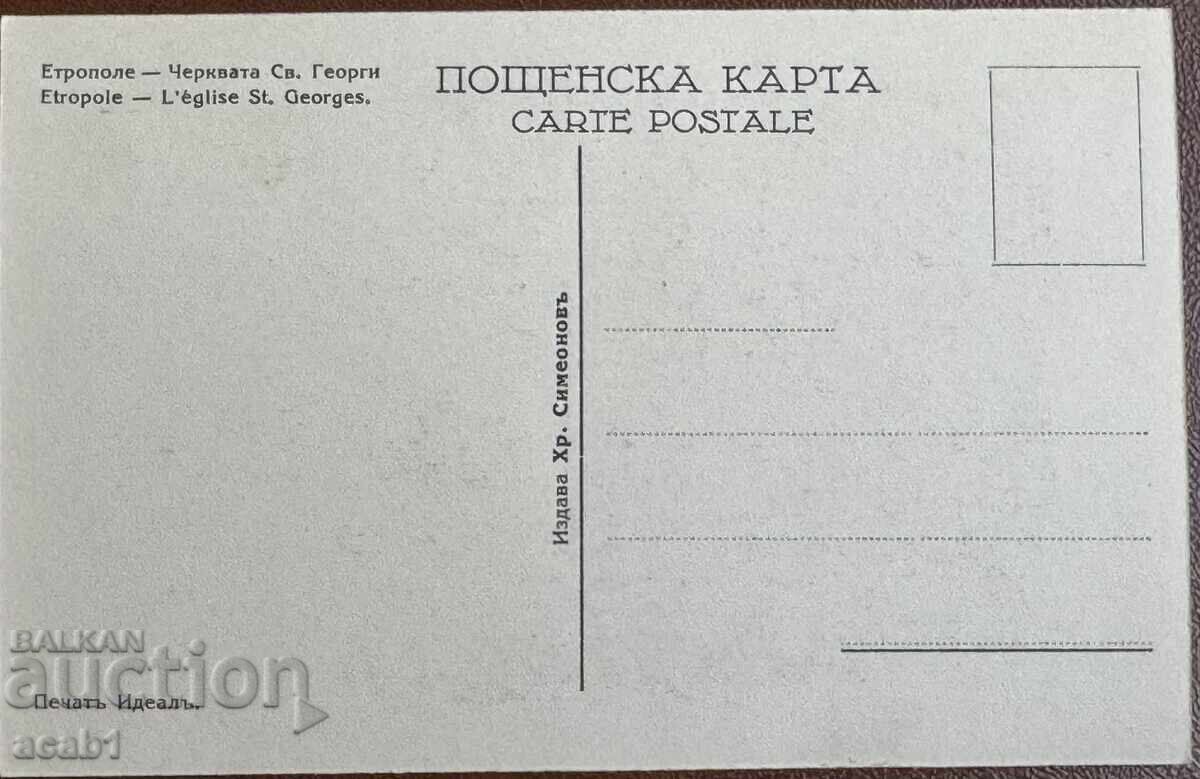 Етрополе — Черквата Св. Георги
Etropole — L'église St. Georges.
ПОЩЕНСКА КАРТА
CARTE POSTALE
Издава Хр. Симеоновъ
BALKAN
auction
Печатъ Идеалъ.
acab1